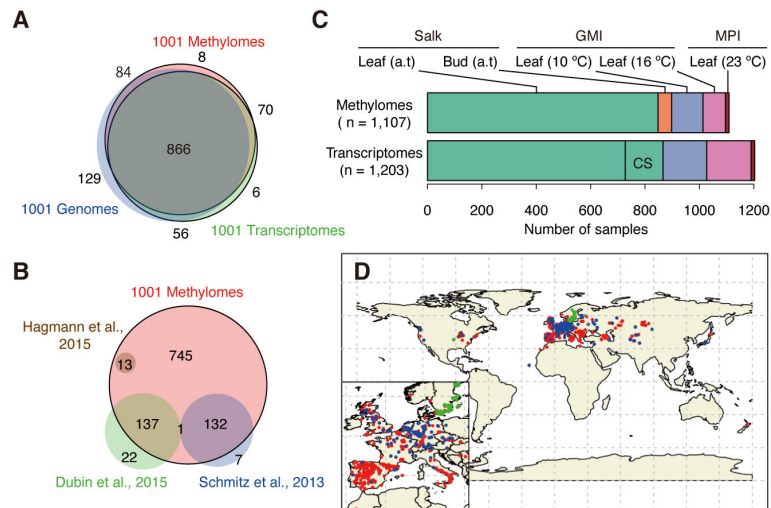 A
1001 Methylomes
8
84
70
866
129
6
1001 Genomes
1001 Transcriptomes
56
B
1001 Methylomes
Hagmann et al.,
2015
745
13
137
1
132
22
7
Dubin et al., 2015
Schmitz et al., 2013
C
Salk GMI MPI
Leaf (a.t) Bud (a.t) Leaf (10 ºC) Leaf (16 ºC) Leaf (23 ºC)
Methylomes
( n = 1,107)
Transcriptomes
(n = 1,203)
CS
0 200 400 600 800 1000 1200
Number of samples
D